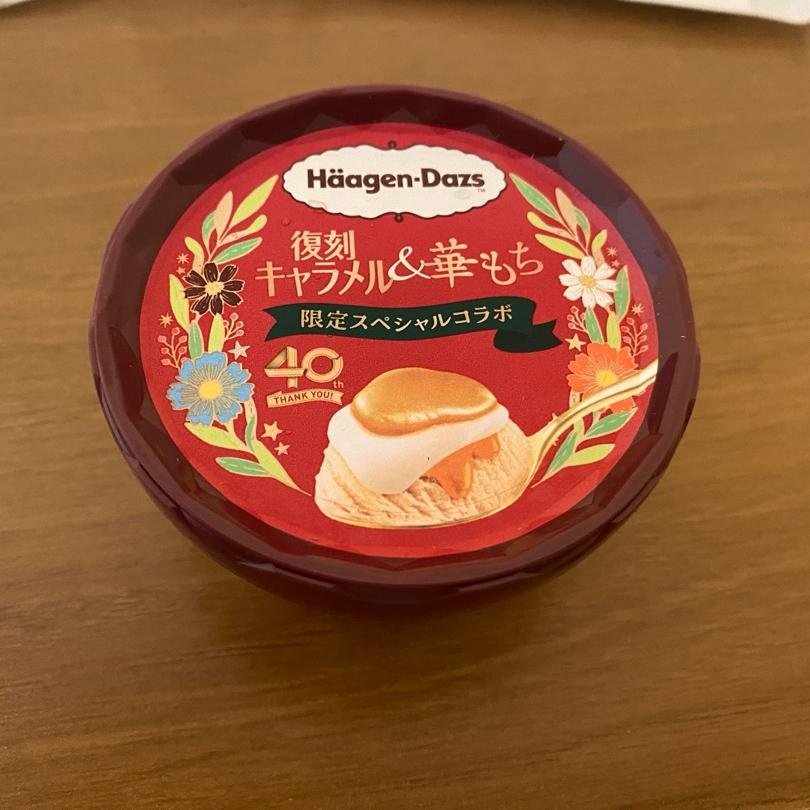 Häagen-Dazs
TM
復刻
キャラメル&華もち
限定スペシャルコラボ
40th
THANK YOU!